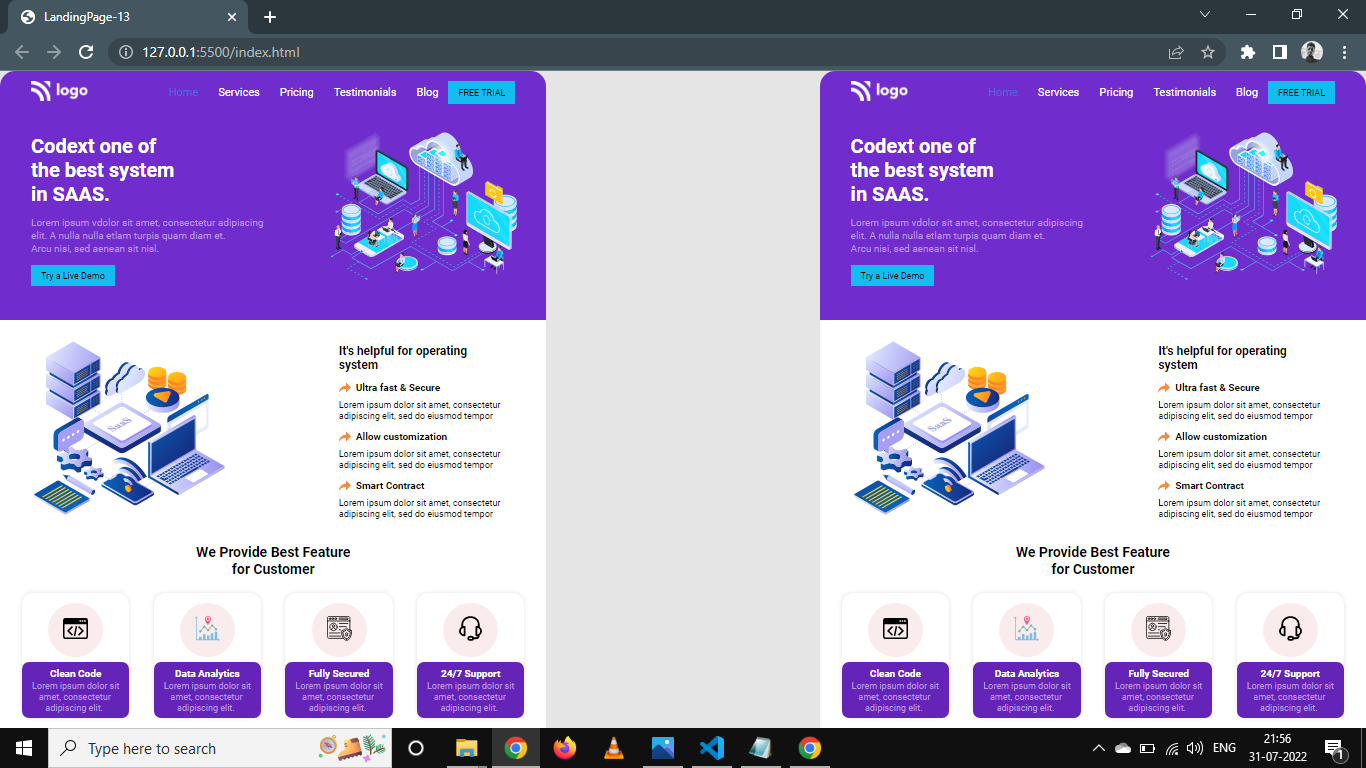 LandingPage-13
127.0.0.1:5500/index.html
logo Home Services Pricing Testimonials Blog FREE TRIAL
Codext one of
the best system
in SAAS.
Lorem ipsum vdolor sit amet, consectetur adipiscing
elit. A nulla nulla etlam turpis quam diam et.
Arcu nisi, sed aenean sit nisl.
Try a Live Demo
SaaS
It's helpful for operating
system
Ultra fast & Secure
Lorem ipsum dolor sit amet, consectetur
adipiscing elit, sed do eiusmod tempor
Allow customization
Lorem ipsum dolor sit amet, consectetur
adipiscing elit, sed do eiusmod tempor
Smart Contract
Lorem ipsum dolor sit amet, consectetur
adipiscing elit, sed do eiusmod tempor
We Provide Best Feature
for Customer
Clean Code
Lorem ipsum dolor sit
amet, consectetur
adipiscing elit.
Data Analytics
Lorem ipsum dolor sit
amet, consectetur
adipiscing elit.
Fully Secured
Lorem ipsum dolor sit
amet, consectetur
adipiscing elit.
24/7 Support
Lorem ipsum dolor sit
amet, consectetur
adipiscing elit.
logo Home Services Pricing Testimonials Blog FREE TRIAL
Codext one of
the best system
in SAAS.
Lorem ipsum vdolor sit amet, consectetur adipiscing
elit. A nulla nulla etlam turpis quam diam et.
Arcu nisi, sed aenean sit nisl.
Try a Live Demo
SaaS
It's helpful for operating
system
Ultra fast & Secure
Lorem ipsum dolor sit amet, consectetur
adipiscing elit, sed do eiusmod tempor
Allow customization
Lorem ipsum dolor sit amet, consectetur
adipiscing elit, sed do eiusmod tempor
Smart Contract
Lorem ipsum dolor sit amet, consectetur
adipiscing elit, sed do eiusmod tempor
We Provide Best Feature
for Customer
Clean Code
Lorem ipsum dolor sit
amet, consectetur
adipiscing elit.
Data Analytics
Lorem ipsum dolor sit
amet, consectetur
adipiscing elit.
Fully Secured
Lorem ipsum dolor sit
amet, consectetur
adipiscing elit.
24/7 Support
Lorem ipsum dolor sit
amet, consectetur
adipiscing elit.
Type here to search
ENG
21:56
31-07-2022
1